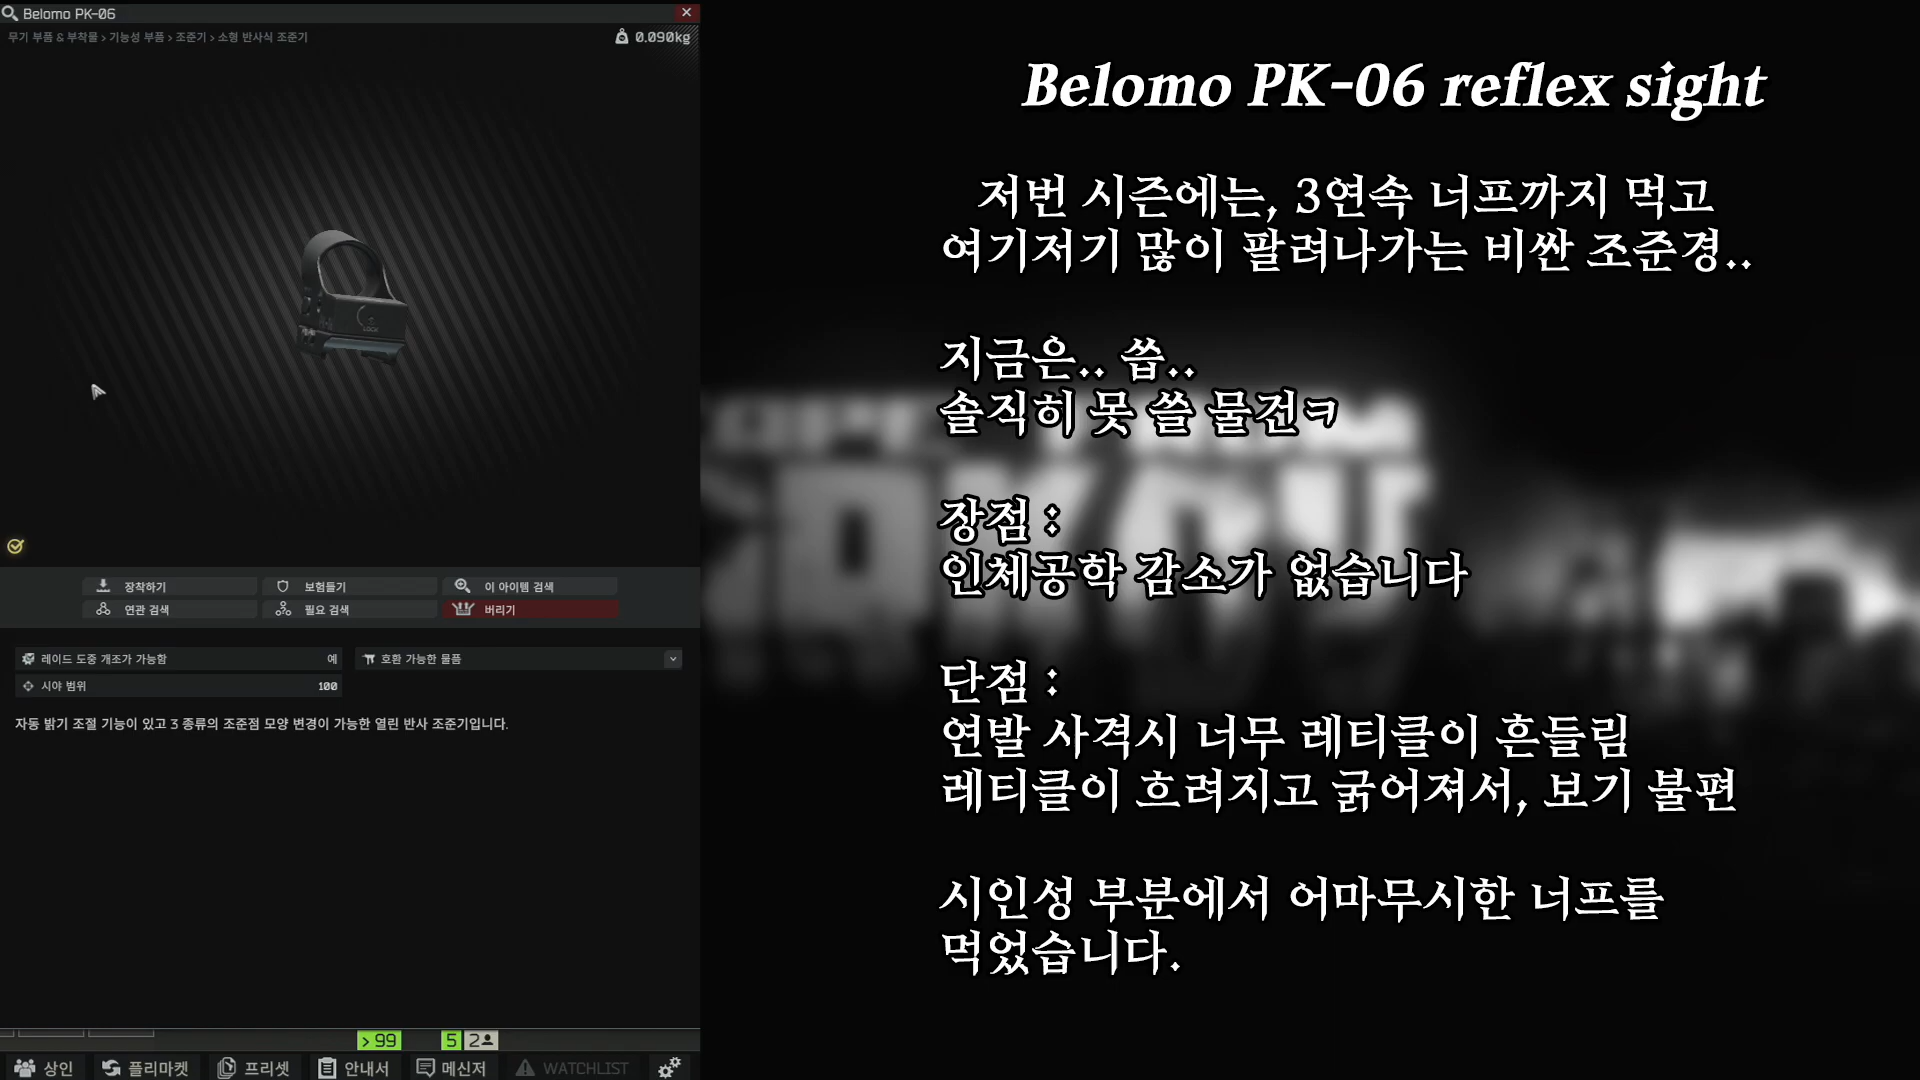 Belomo PK-06
무기 부품 & 부착물 > 기능성 부품 > 조준기 > 소형 반사식 조준기
0.090kg
장착하기
보험들기
이 아이템 검색
연관 검색
필요 검색
버리기
레이드 도중 개조가 가능함
예
호환 가능한 물품
시야 범위
100
자동 밝기 조절 기능이 있고 3 종류의 조준점 모양 변경이 가능한 열린 반사 조준기입니다.
> 99
5
2
상인
플리마켓
프리셋
안내서
메신저
WATCHLIST
Belomo PK-06 reflex sight
저번 시즌에는, 3연속 너프까지 먹고
여기저기 많이 팔려나가는 비싼 조준경..
지금은.. 씁..
솔직히 못 쓸 물건ㅋ
장점 :
인체공학 감소가 없습니다
단점 :
연발 사격시 너무 레티클이 흔들림
레티클이 흐려지고 굵어져서, 보기 불편
시인성 부분에서 어마무시한 너프를
먹었습니다.